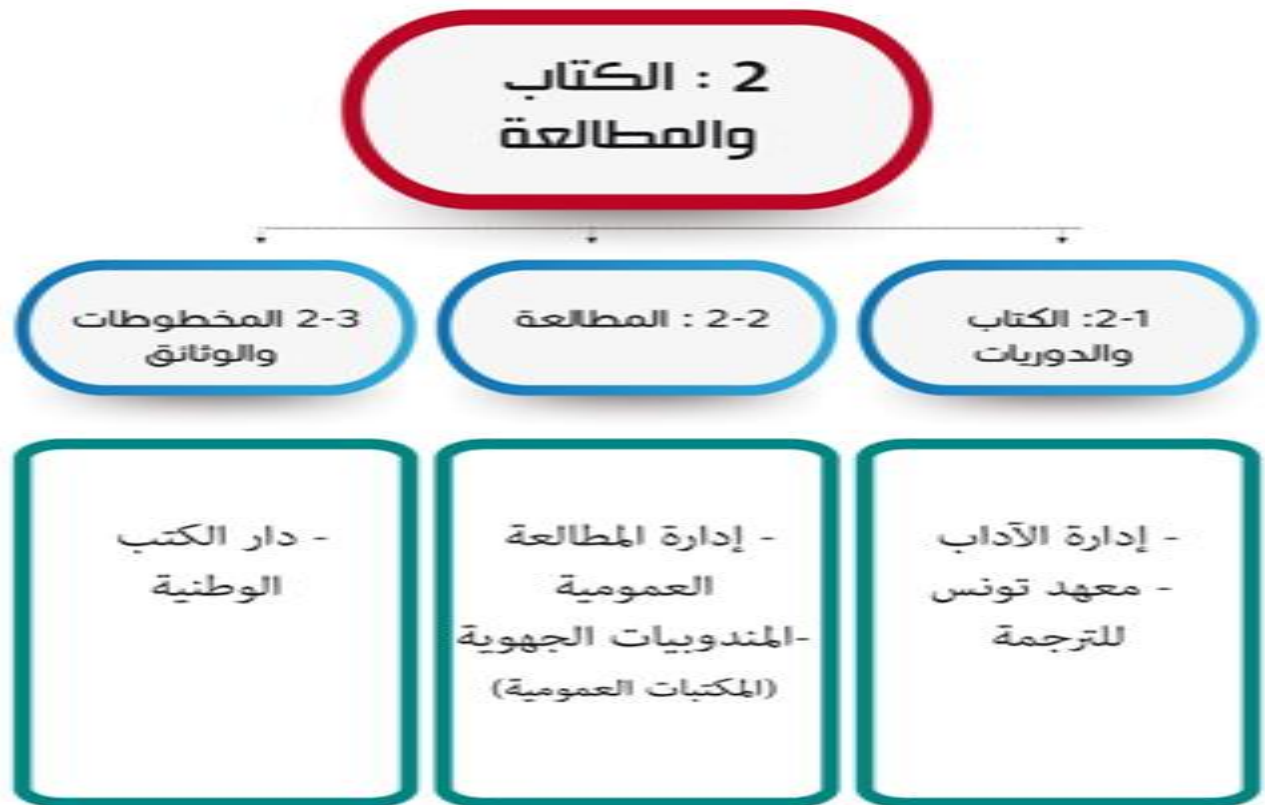 2 : الكتاب
والمطالعة
2-1: الكتاب
والدوريات
2-2 : المطالعة
2-3 المخطوطات
والوثائق
- إدارة الآداب
- معهد تونس
للترجمة
- إدارة المطالعة
العمومية
-المندوبيات الجهوية
(المكتبات العمومية)
- دار الكتب
الوطنية